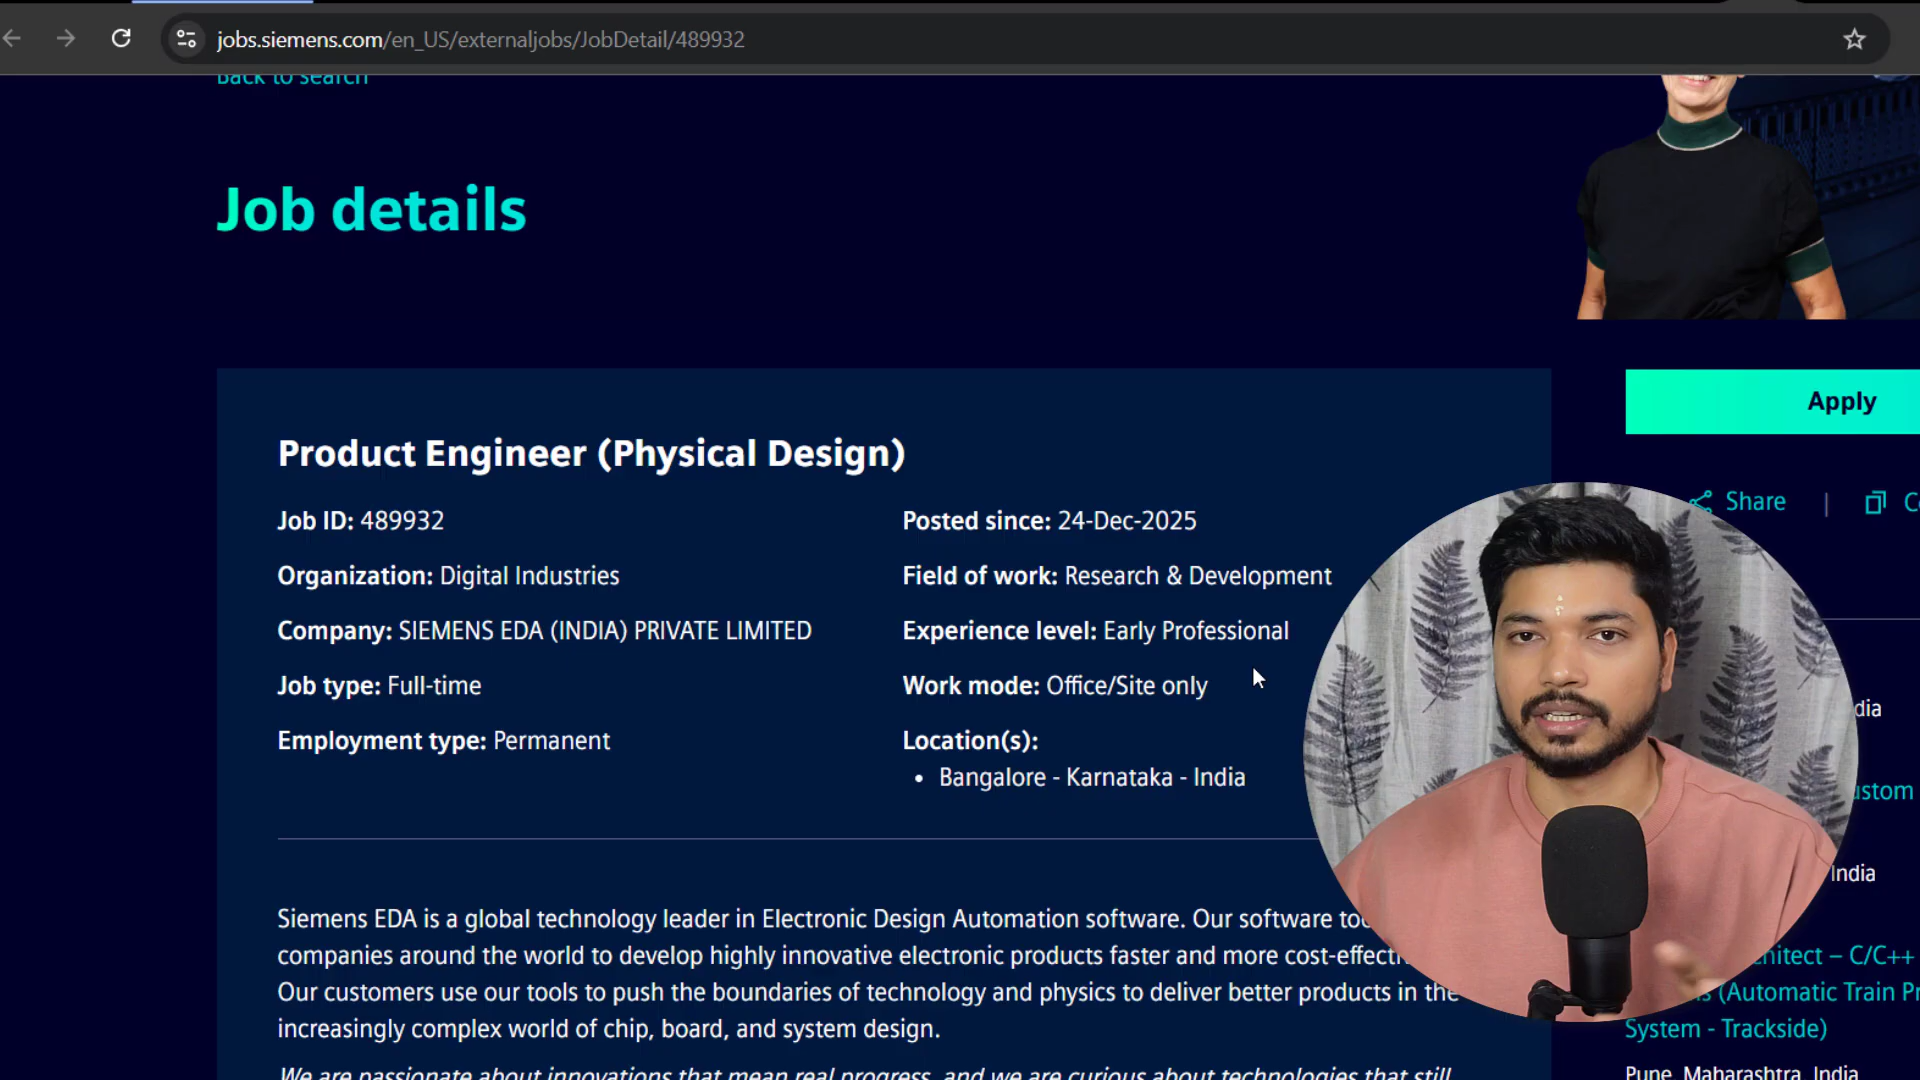 jobs.siemens.com/en_US/externaljobs/JobDetail/489932
Back to search
Job details
Apply
Product Engineer (Physical Design)
Share |
Job ID: 489932
Posted since: 24-Dec-2025
Organization: Digital Industries
Field of work: Research & Development
Company: SIEMENS EDA (INDIA) PRIVATE LIMITED
Experience level: Early Professional
Job type: Full-time
Work mode: Office/Site only
Employment type: Permanent
Location(s):
• Bangalore - Karnataka - India
India
Siemens EDA is a global technology leader in Electronic Design Automation software. Our software
companies around the world to develop highly innovative electronic products faster and more
Our customers use our tools to push the boundaries of technology and physics to deliver better products in the
increasingly complex world of chip, board, and system design.
We are passionate about innovations that mean real progress, and we are curious about technologies that still
– C/C++
(Automatic Train
System - Trackside)
Pune, Maharashtra, India